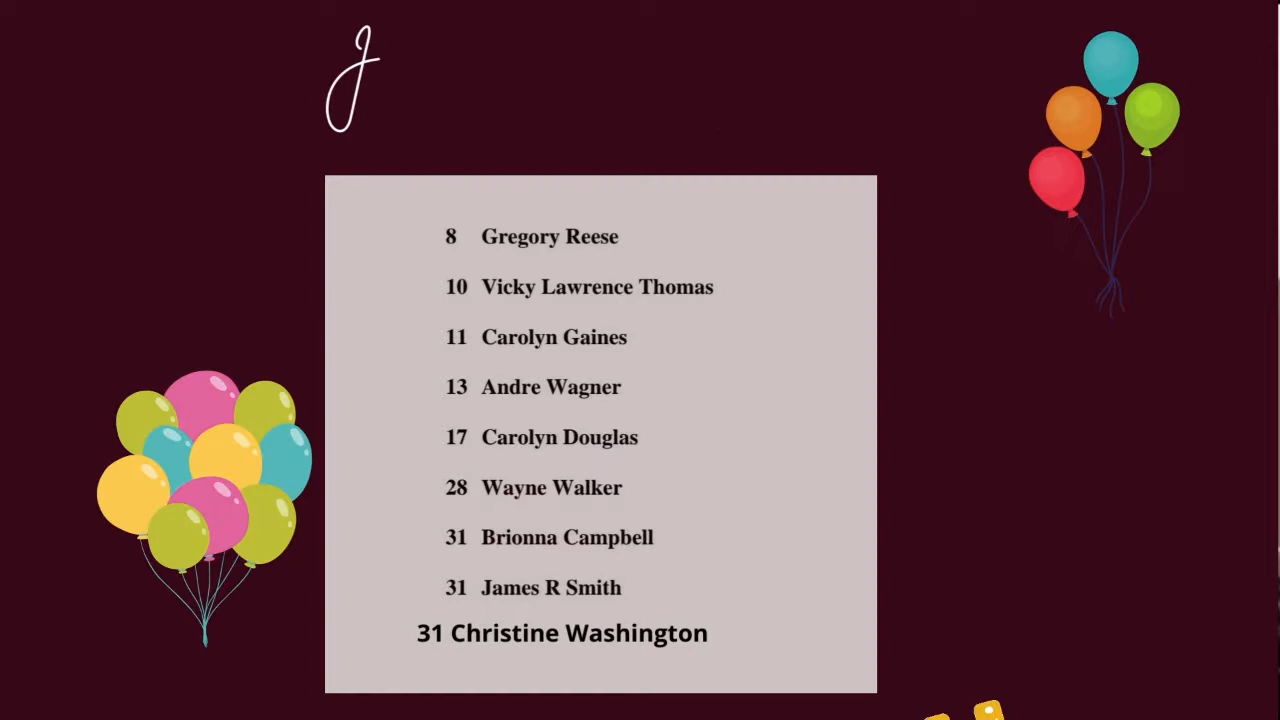 J
8 Gregory Reese
10 Vicky Lawrence Thomas
11 Carolyn Gaines
13 Andre Wagner
17 Carolyn Douglas
28 Wayne Walker
31 Brionna Campbell
31 James R Smith
31 Christine Washington